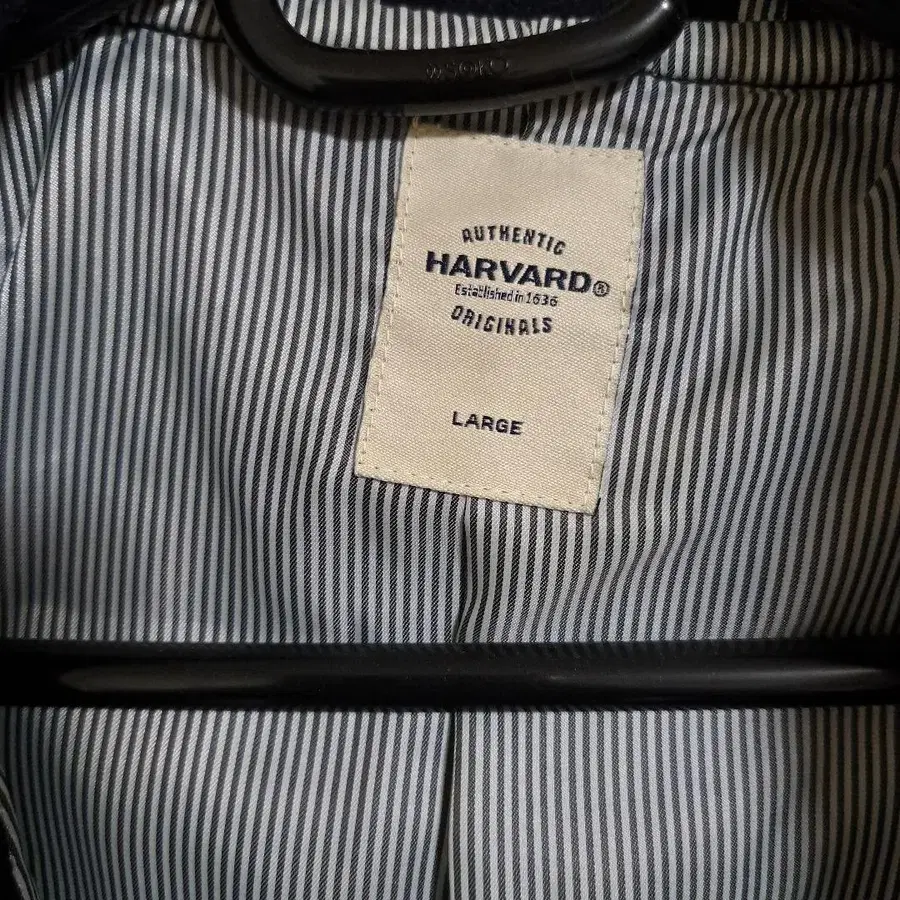 AUTHENTIC
HARVARD®
Established in 1636
ORIGINALS
LARGE